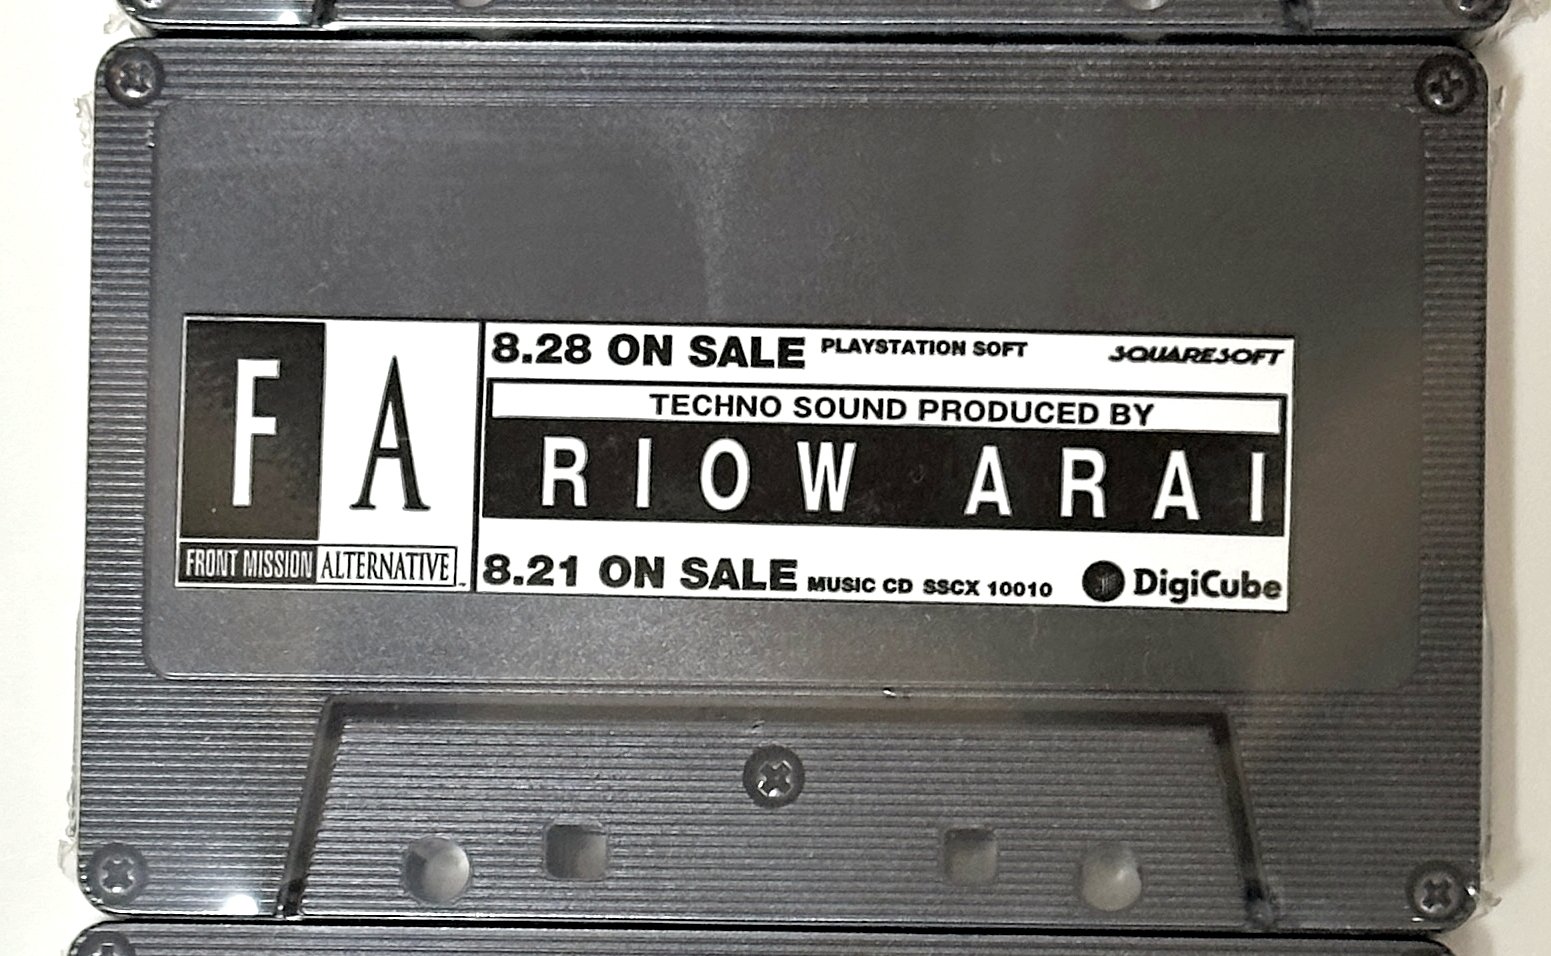 F A
FRONT MISSION ALTERNATIVE™
8.28 ON SALE PLAYSTATION SOFT SQUARESOFT
TECHNO SOUND PRODUCED BY
RIOW ARAI
8.21 ON SALE MUSIC CD SSCX 10010 DigiCube